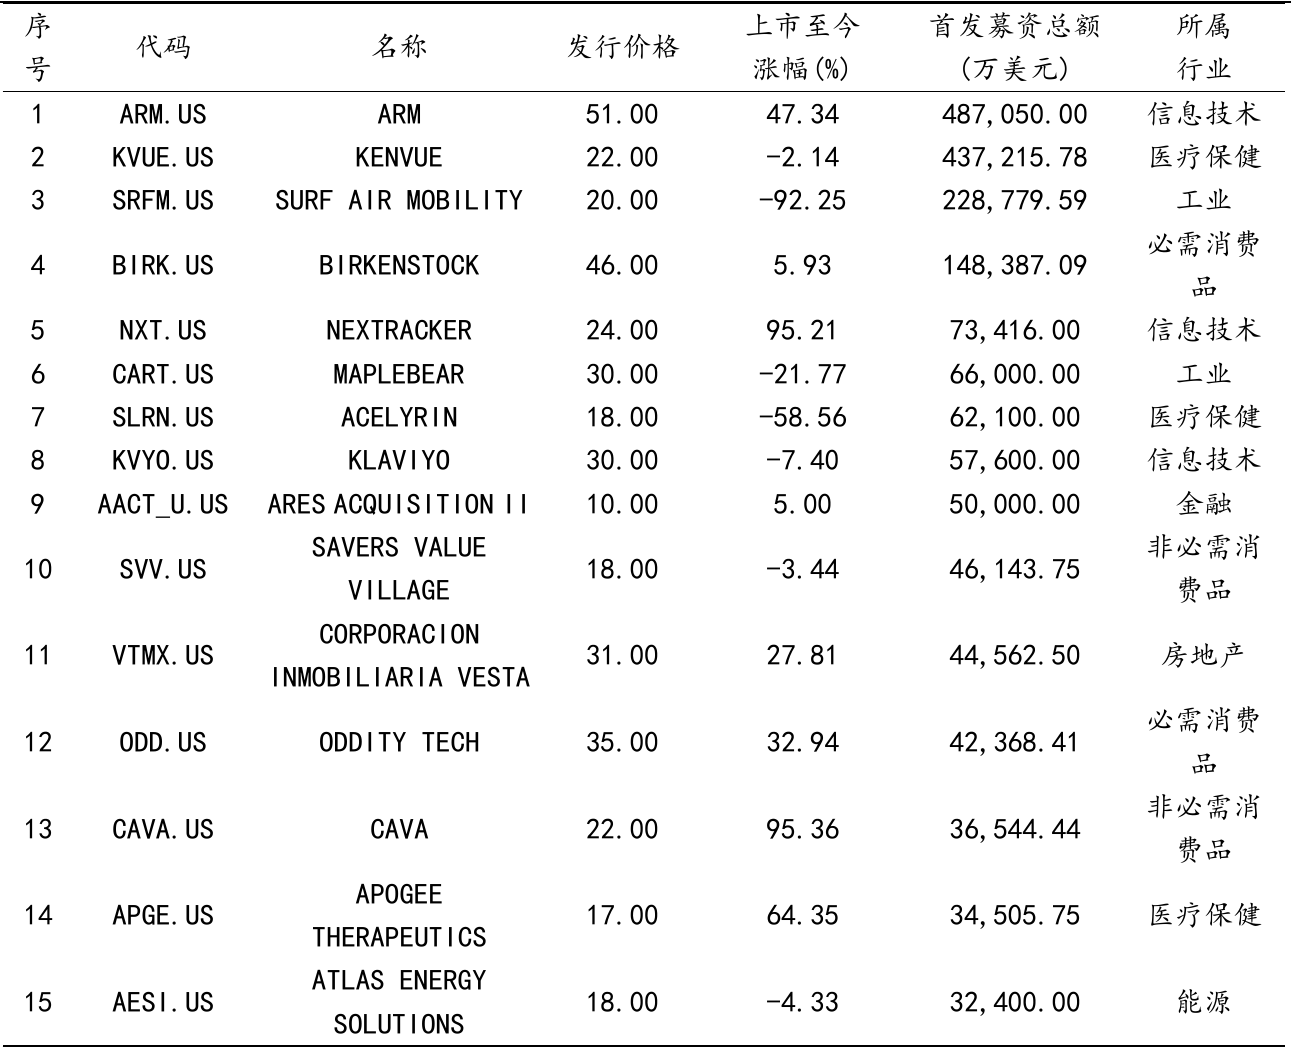 序号 代码 名称 发行价格 上市至今涨幅(%) 首发募资总额(万美元) 所属行业
1 ARM.US ARM 51.00 47.34 487,050.00 信息技术
2 KVUE.US KENVUE 22.00 -2.14 437,215.78 医疗保健
3 SRFM.US SURF AIR MOBILITY 20.00 -92.25 228,779.59 工业
4 BIRK.US BIRKENSTOCK 46.00 5.93 148,387.09 必需消费品
5 NXT.US NEXTRACKER 24.00 95.21 73,416.00 信息技术
6 CART.US MAPLEBEAR 30.00 -21.77 66,000.00 工业
7 SLRN.US ACELYRIN 18.00 -58.56 62,100.00 医疗保健
8 KVYO.US KLAVIYO 30.00 -7.40 57,600.00 信息技术
9 AACT_U.US ARES ACQUISITION II 10.00 5.00 50,000.00 金融
10 SVV.US SAVERS VALUE VILLAGE 18.00 -3.44 46,143.75 非必需消费品
11 VTMX.US CORPORACION INMOBILIARIA VESTA 31.00 27.81 44,562.50 房地产
12 ODD.US ODDITY TECH 35.00 32.94 42,368.41 必需消费品
13 CAVA.US CAVA 22.00 95.36 36,544.44 非必需消费品
14 APGE.US APOGEE THERAPEUTICS 17.00 64.35 34,505.75 医疗保健
15 AESI.US ATLAS ENERGY SOLUTIONS 18.00 -4.33 32,400.00 能源